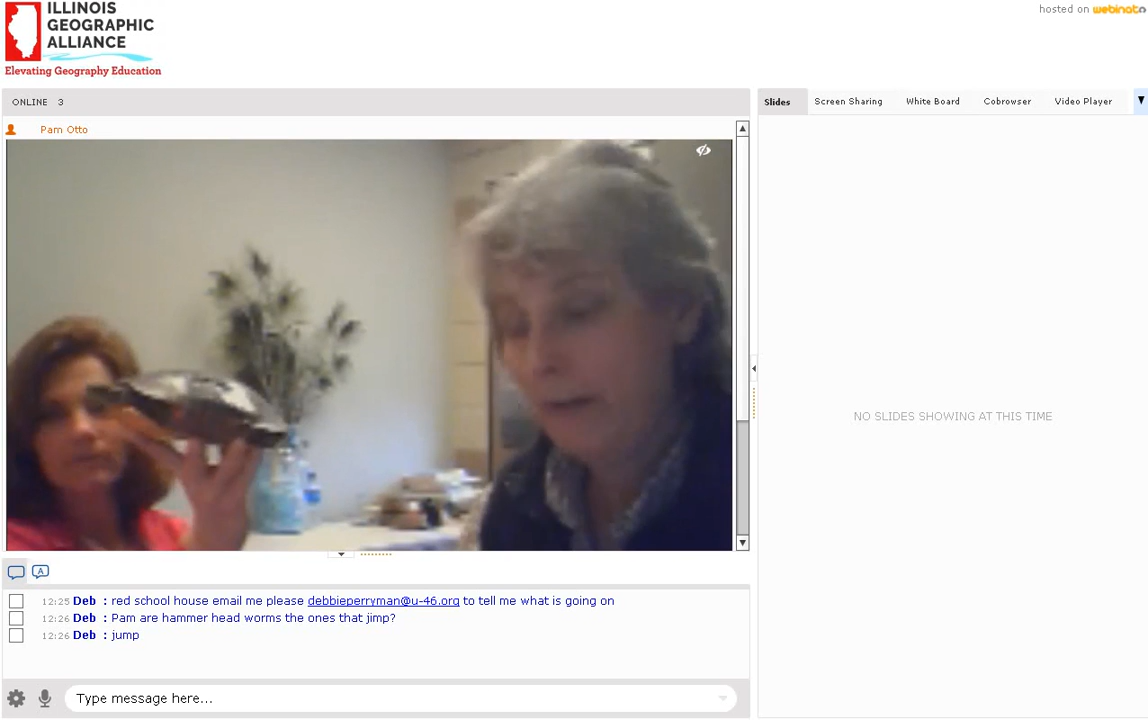 ILLINOIS
GEOGRAPHIC
ALLIANCE
Elevating Geography Education
hosted on webinato
ONLINE 3
Slides
Screen Sharing
White Board
Cobrowser
Video Player
Pam Otto
NO SLIDES SHOWING AT THIS TIME
A
12:25 Deb : red school house email me please debbieperryman@u-46.org to tell me what is going on
12:26 Deb : Pam are hammer head worms the ones that jimp?
12:26 Deb : jump
Type message here...